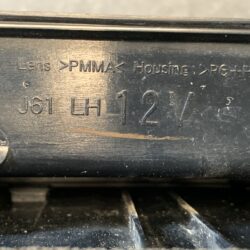 Lens >PMMA< Housing: >PC+
J61 LH 12V